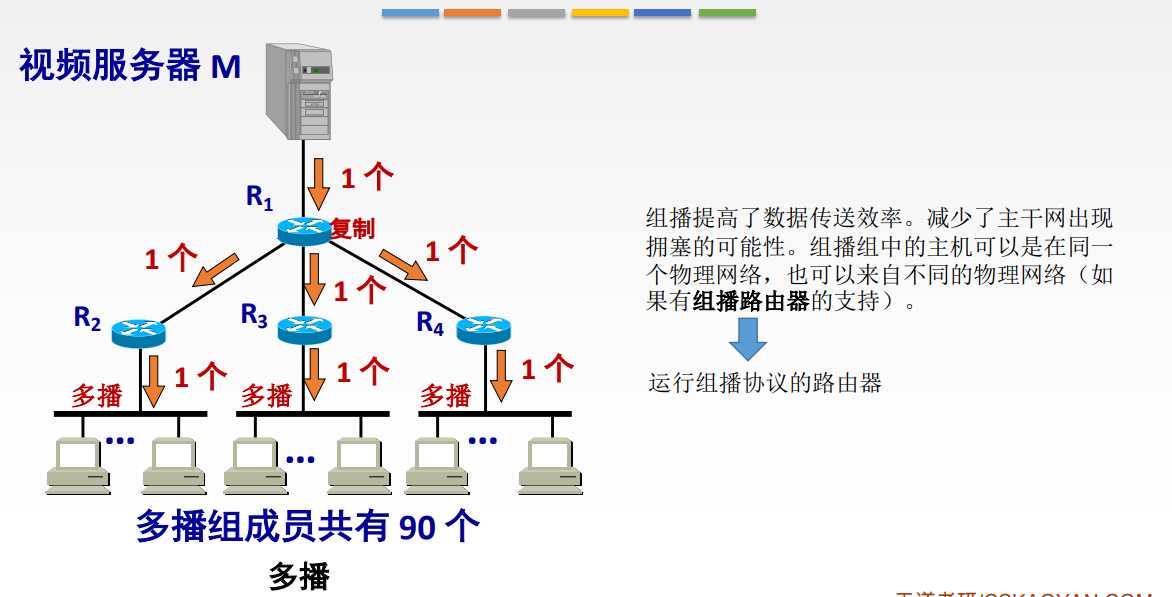 视频服务器 M
1 个
R1
复制
1 个
1 个
1 个
R2
R3
R4
1 个
1 个
1 个
多播
多播
多播
...
...
...
多播组成员共有 90 个
多播
组播提高了数据传送效率。减少了主干网出现
拥塞的可能性。组播组中的主机可以是在同一
个物理网络，也可以来自不同的物理网络（如
果有组播路由器的支持）。
运行组播协议的路由器